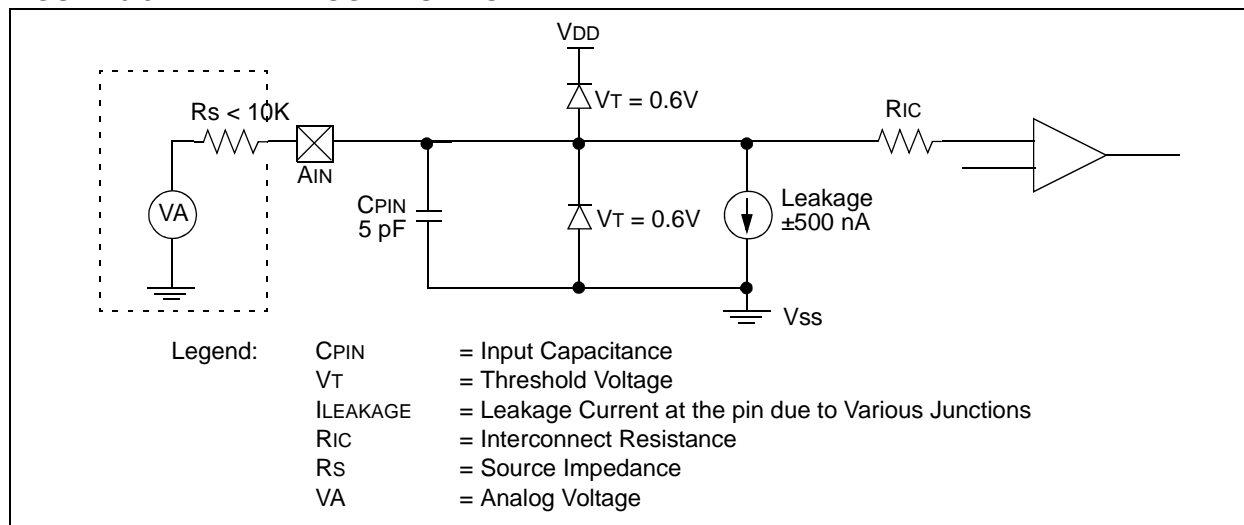 VDD
VT = 0.6V
RS < 10K
RIC
AIN
CPIN
5 pF
VA
VT = 0.6V
Leakage
±500 nA
Vss
Legend:
CPIN = Input Capacitance
VT = Threshold Voltage
ILEAKAGE = Leakage Current at the pin due to Various Junctions
RIC = Interconnect Resistance
RS = Source Impedance
VA = Analog Voltage